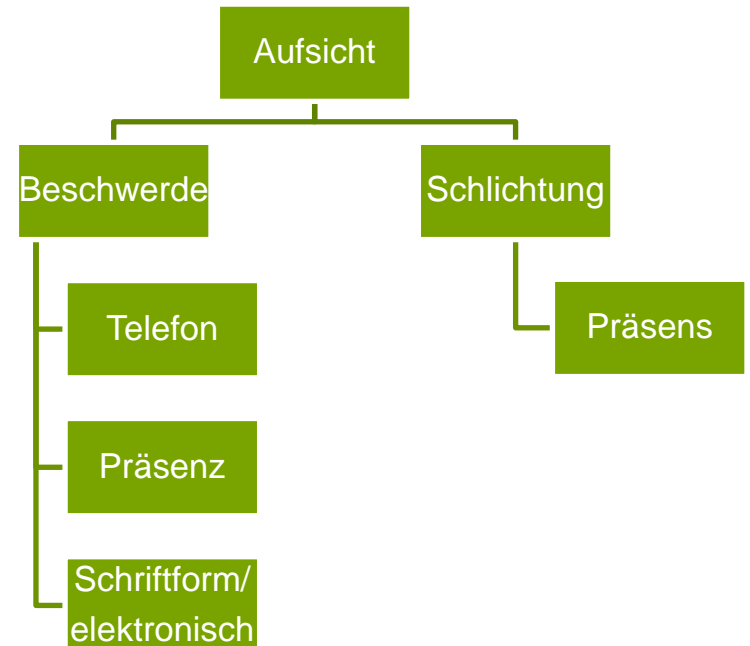 Aufsicht
Beschwerde
Schlichtung
Telefon
Präsens
Präsenz
Schriftform/
elektronisch